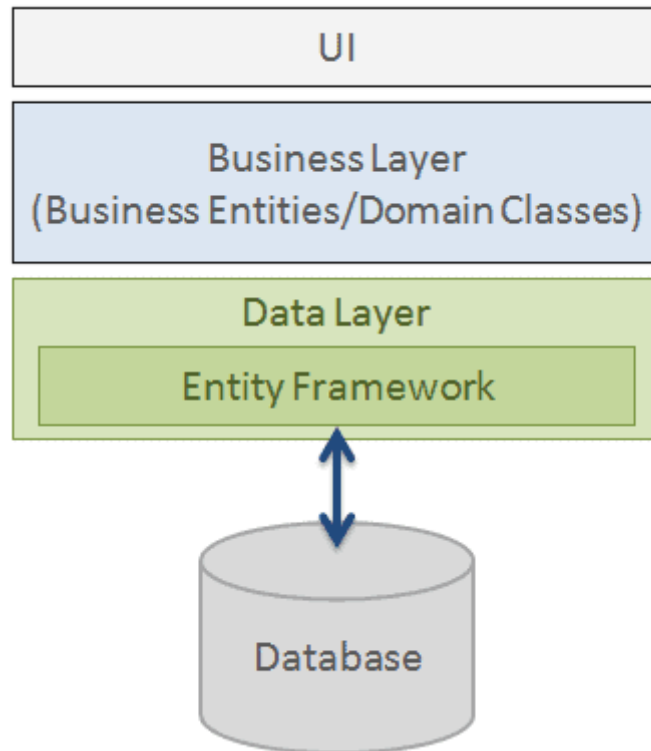 UI
Business Layer
(Business Entities/Domain Classes)
Data Layer
Entity Framework
Database